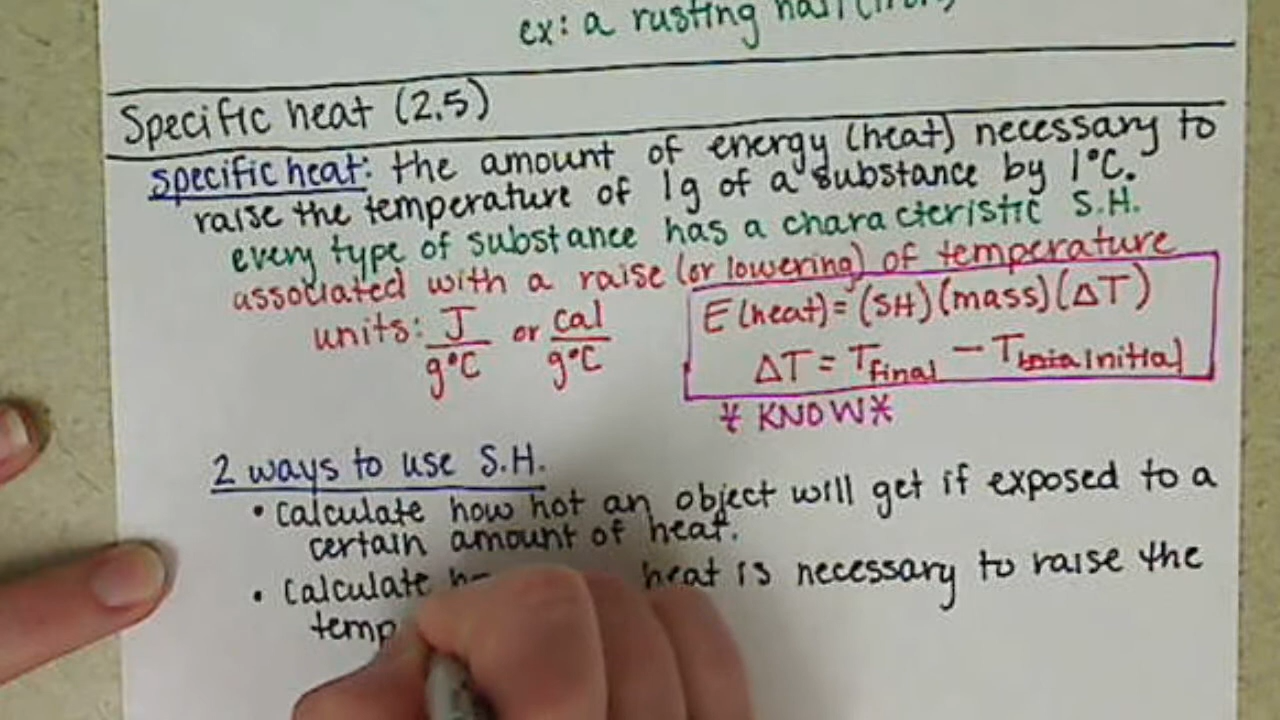 ex: a rusting nail (iron)
Specific heat (2.5)
specific heat: the amount of energy (heat) necessary to
raise the temperature of 1g of a substance by 1°C.
every type of substance has a characteristic S.H.
associated with a raise (or lowering) of temperature
units: J/g°C or cal/g°C
E(heat)=(SH)(mass)(ΔT)
ΔT = Tfinal - Tinitial
* KNOW *
2 ways to use S.H.
• Calculate how hot an object will get if exposed to a
certain amount of heat.
• Calculate heat is necessary to raise the
temp